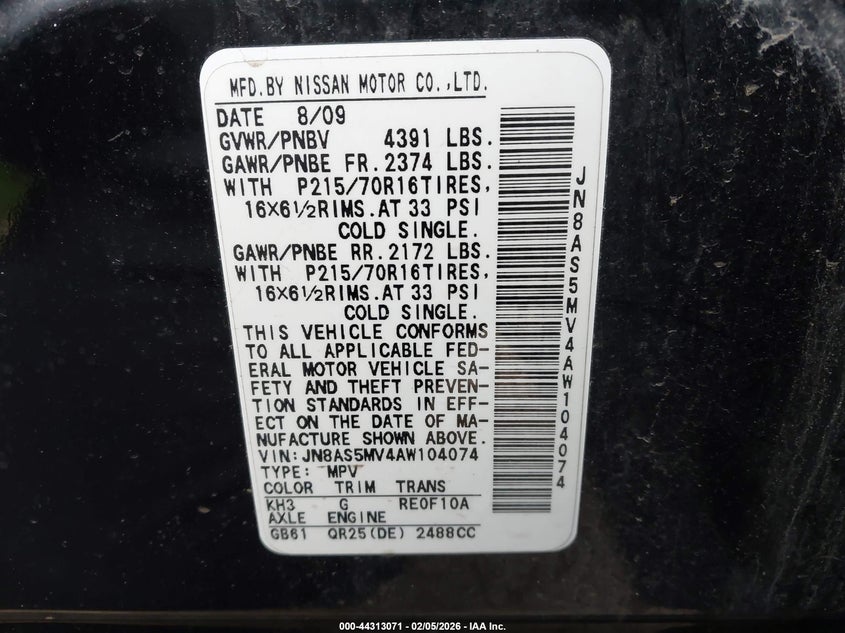 MFD.BY NISSAN MOTOR CO.,LTD.
DATE 8/09
GVWR/PNBV 4391 LBS.
GAWR/PNBE FR.2374 LBS.
WITH P215/70R16TIRES,
16X6½RIMS.AT 33 PSI
COLD SINGLE.
GAWR/PNBE RR.2172 LBS.
WITH P215/70R16TIRES,
16X6½RIMS.AT 33 PSI
COLD SINGLE.
THIS VEHICLE CONFORMS
TO ALL APPLICABLE FED-
ERAL MOTOR VEHICLE SA-
FETY AND THEFT PREVEN-
TION STANDARDS IN EFF-
ECT ON THE DATE OF MA-
NUFACTURE SHOWN ABOVE.
VIN:JN8AS5MV4AW104074
TYPE: MPV
COLOR TRIM TRANS
KH3 G RE0F10A
AXLE ENGINE
GB61 QR25(DE) 2488CC
JN8AS5MV4AW104074
000-44313071 - 02/05/2026 - IAA Inc.